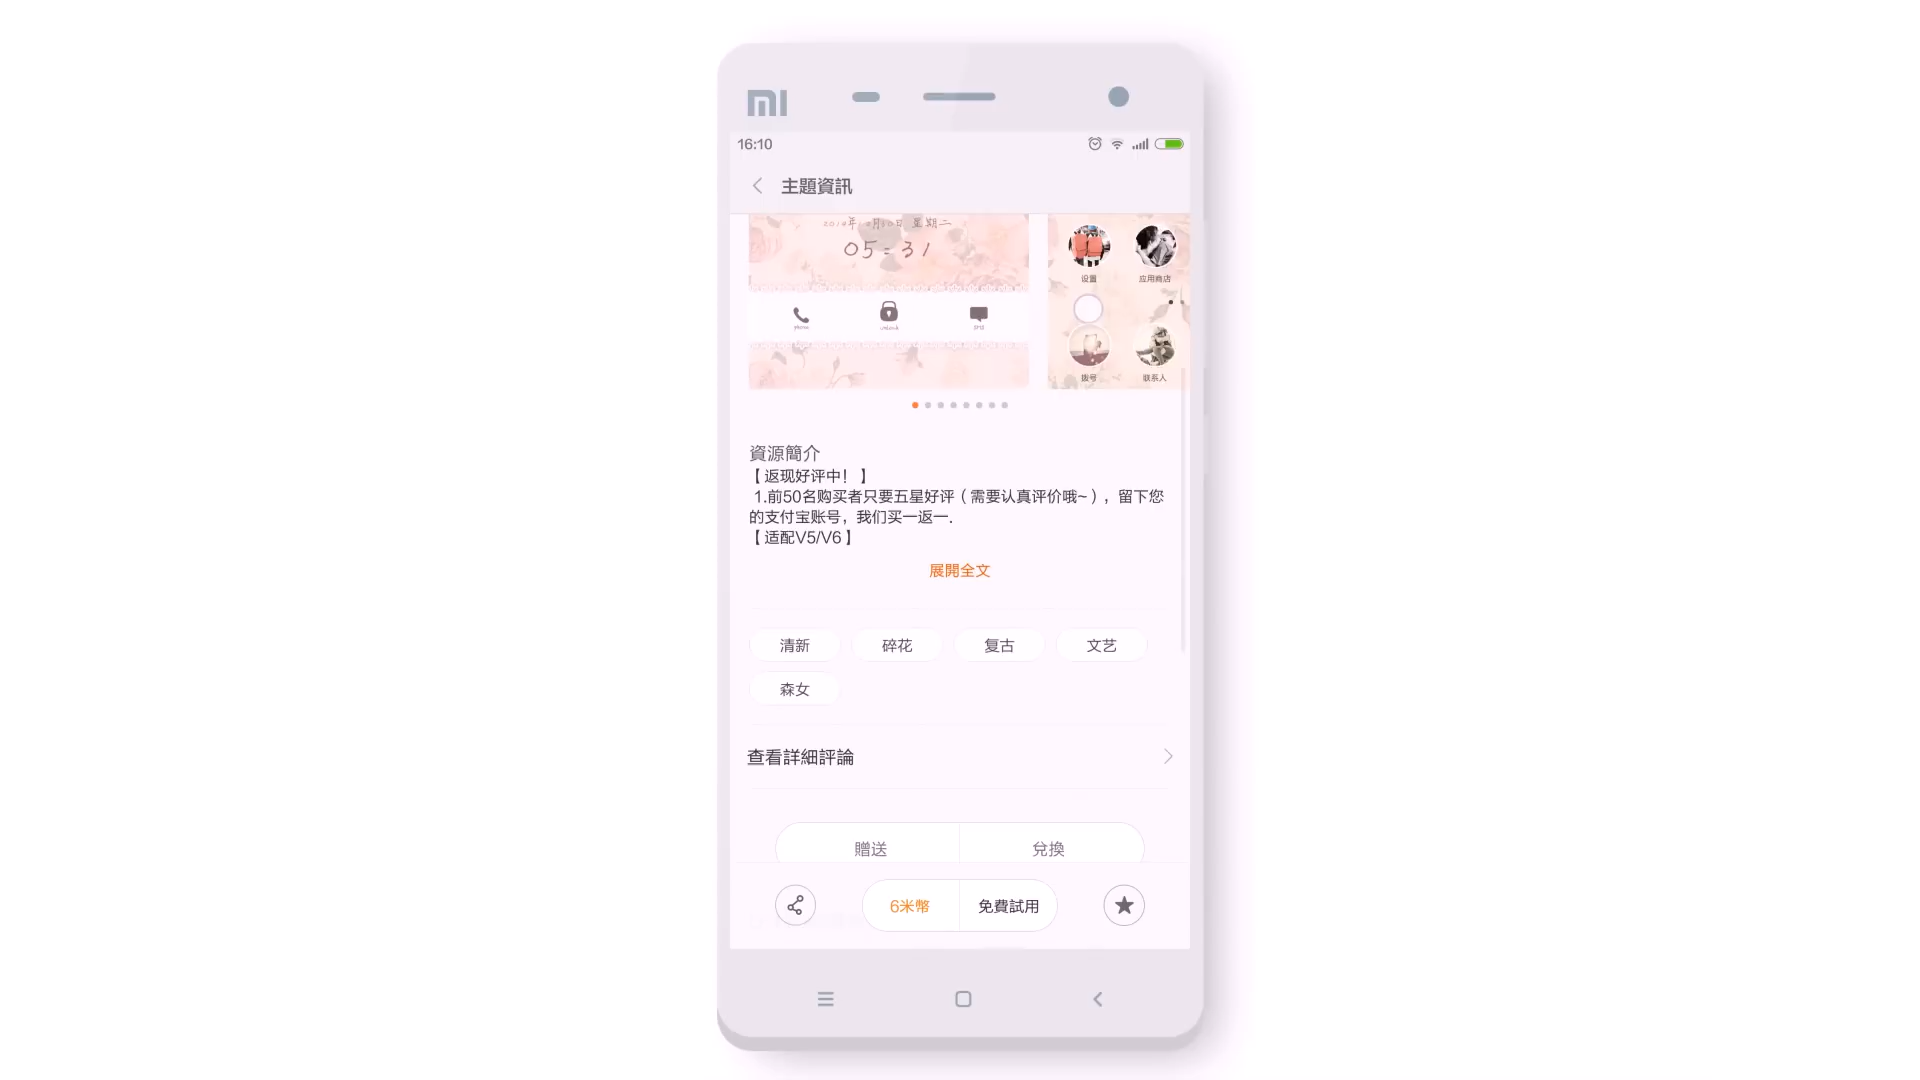 mi
16:10
主題資訊
05:31
设置
应用商店
phone
unlock
sms
拨号
联系人
資源簡介
【返现好评中！】
1.前50名购买者只要五星好评（需要认真评价哦~），留下您
的支付宝账号，我们买一返一.
【适配V5/V6】
展開全文
清新
碎花
复古
文艺
森女
查看詳細評論
贈送
兌換
6米幣
免費試用